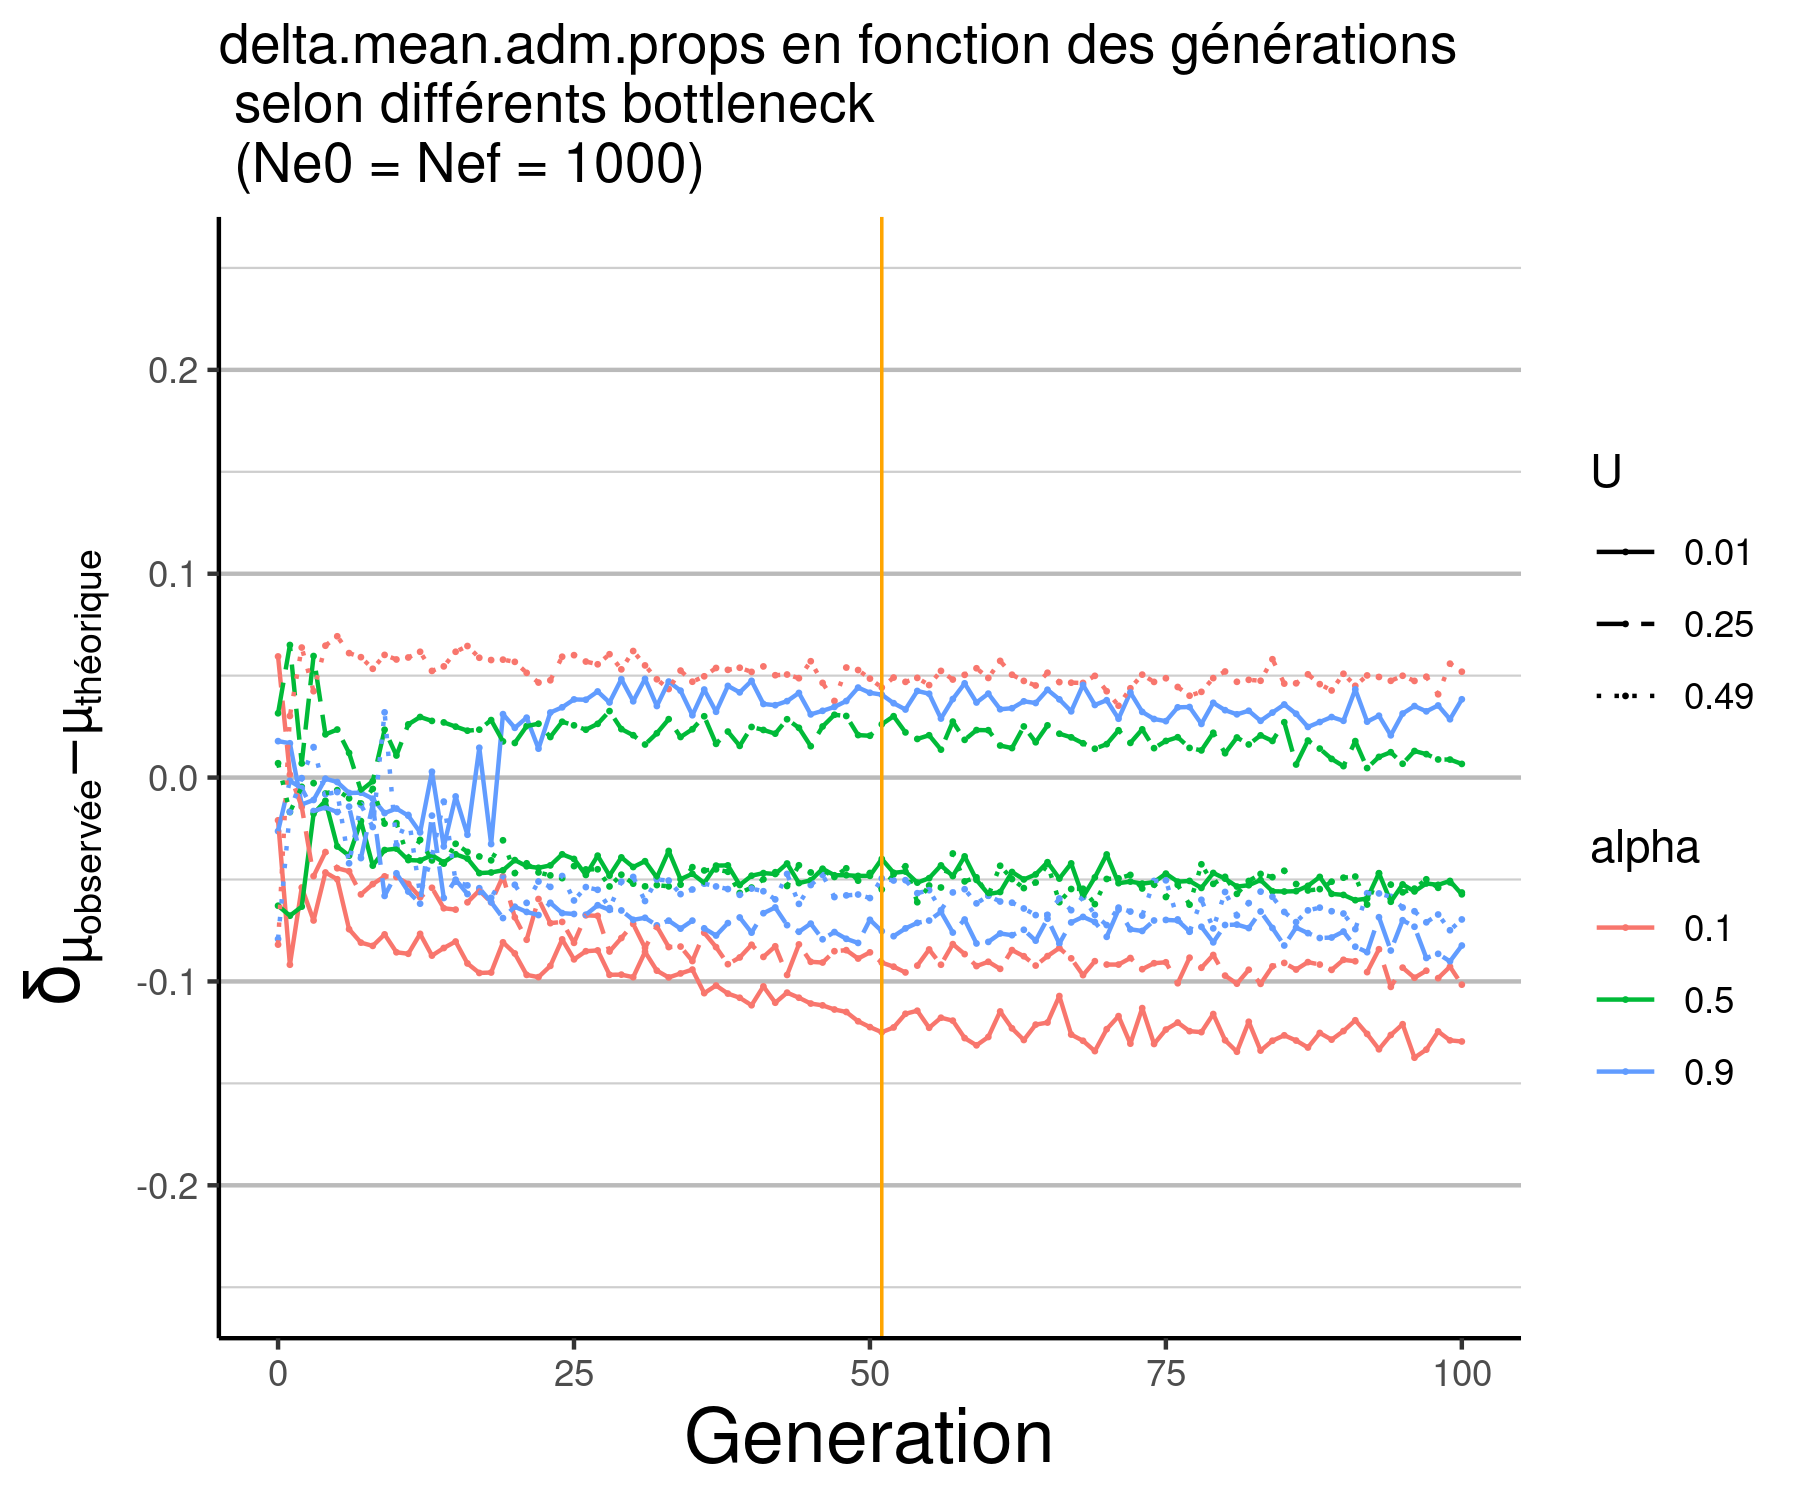 delta.mean.adm.props en fonction des générations
selon différents bottleneck
(Ne0 = Nef = 1000)
δμobservée − μthéorique
0.2
0.1
0.0
-0.1
-0.2
0
25
50
75
100
Generation
U
0.01
0.25
0.49
alpha
0.1
0.5
0.9